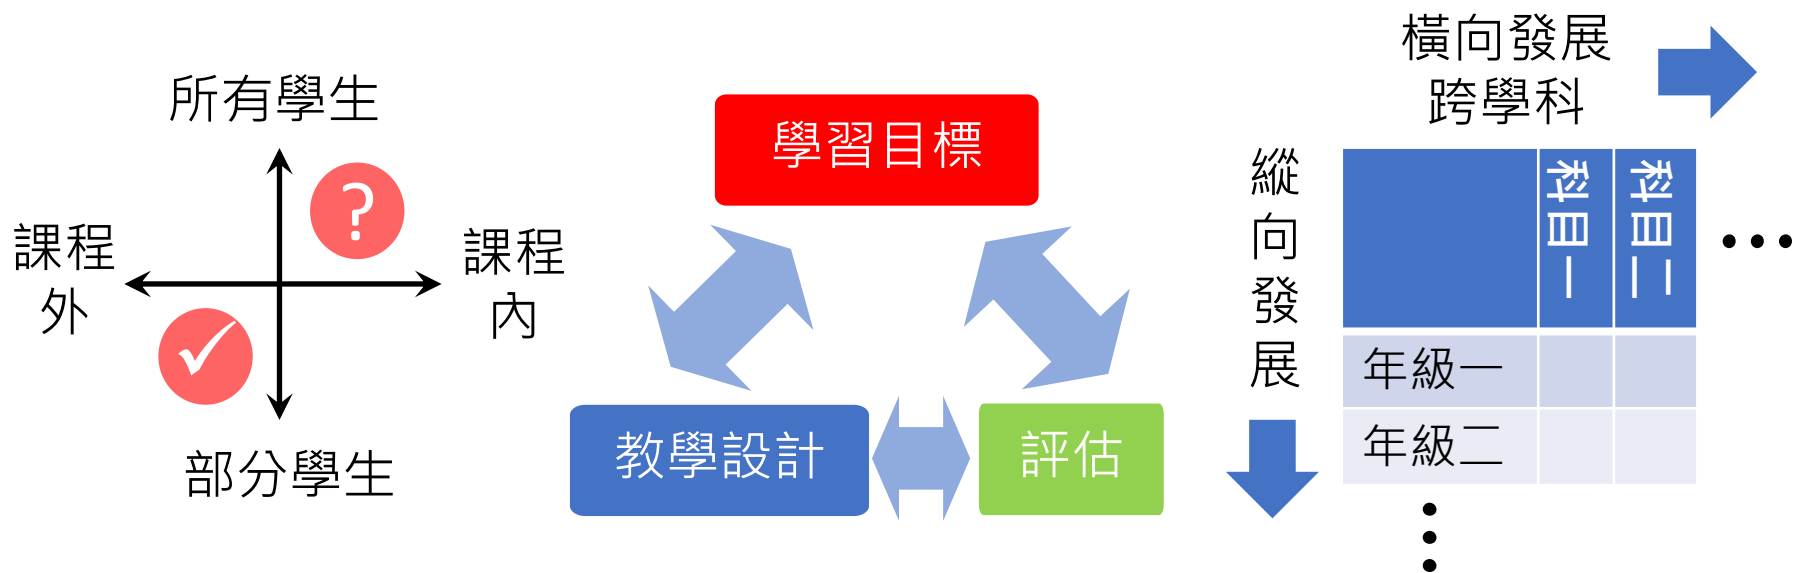 所有學生
?
課程
外
課程
內
部分學生
學習目標
教學設計
評估
橫向發展
跨學科
縱
向
發
展
科目一
科目二
…
年級一
年級二